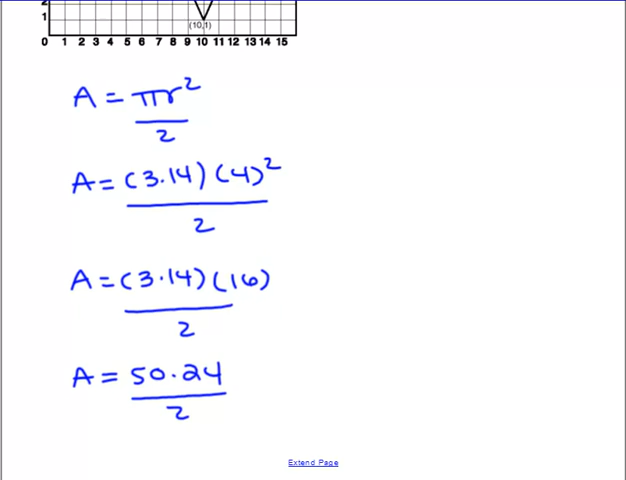 2
1
(10,1)
0 1 2 3 4 5 6 7 8 9 10 11 12 13 14 15
A = πr²/2
A = (3.14)(4)²/2
A = (3.14)(16)/2
A = 50.24/2
Extend Page